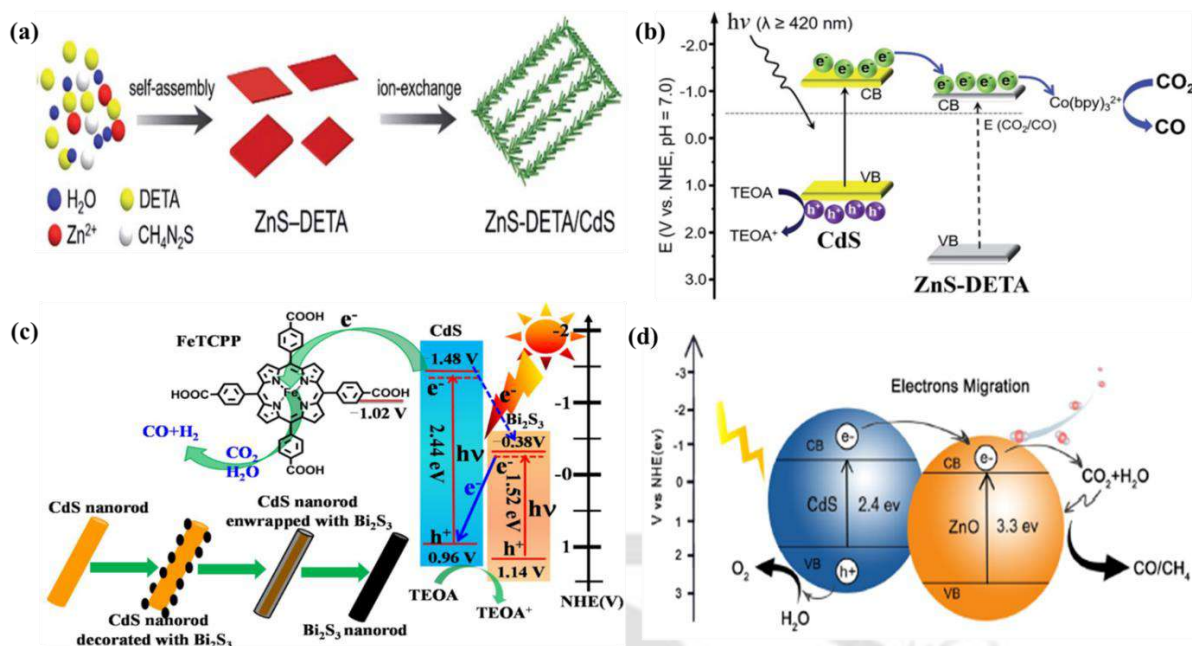 (a)
self-assembly
ion-exchange
H₂O
DETA
Zn²⁺
CH₄N₂S
ZnS–DETA
ZnS-DETA/CdS
(b)
hν (λ ≥ 420 nm)
E (V vs. NHE, pH = 7.0)
-2.0
-1.0
0.0
1.0
2.0
3.0
e⁻ e⁻ e⁻ e⁻
CB
e⁻ e⁻ e⁻ e⁻
CB
Co(bpy)₃²⁺
CO₂
CO
E (CO₂/CO)
VB
TEOA
h⁺ h⁺ h⁺ h⁺
TEOA⁺
CdS
VB
ZnS-DETA
(c)
FeTCPP
COOH
HOOC
COOH
COOH
N
N
Fe
N
N
−1.02 V
CO+H₂
CO₂
H₂O
e⁻
CdS
−1.48 V
e⁻
2.44 eV
hν
h⁺
0.96 V
e⁻
Bi₂S₃
−0.38V
e⁻
e⁻
1.52 eV
hν
h⁺
1.14 V
TEOA
TEOA⁺
-2
-1
-0
1
NHE(V)
CdS nanorod
CdS nanorod
decorated with Bi₂S₃
CdS nanorod
enwrapped with Bi₂S₃
Bi₂S₃ nanorod
(d)
V vs NHE(ev)
-3
-2
-1
0
1
2
3
Electrons Migration
CB
e-
CdS
2.4 ev
VB
h+
O₂
H₂O
CB
e-
ZnO
3.3 ev
VB
CO₂+H₂O
CO/CH₄